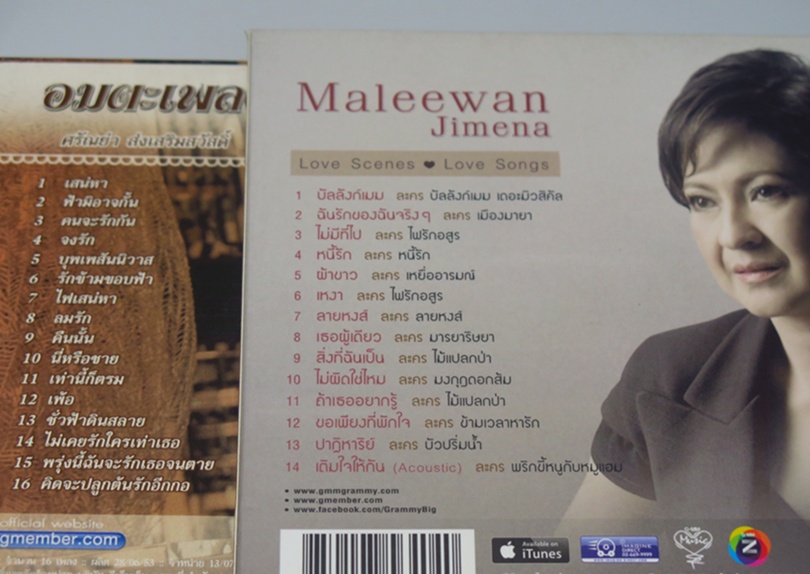 อมตะเพล
ศรัณย่า ส่งเสริมสวัสดิ์
1 เสน่หา
2 ฟ้ามิอาจกั้น
3 คนจะรักกัน
4 จงรัก
5 บุพเพสันนิวาส
6 รักข้ามขอบฟ้า
7 ไฟเสน่หา
8 ลมรัก
9 คืนนั้น
10 นี่หรือชาย
11 เท่านี้ก็ตรม
12 เพ้อ
13 ชั่วฟ้าดินสลาย
14 ไม่เคยรักใครเท่าเธอ
15 พรุ่งนี้ฉันจะรักเธอจนตาย
16 คิดจะปลูกต้นรักอีกกอ
official website
gmember.com
Maleewan
Jimena
Love Scenes ♥ Love Songs
1 บัลลังก์เมฆ ละคร บัลลังก์เมฆ เดอะมิวสิคัล
2 ฉันรักของฉันจริงๆ ละคร เมืองมายา
3 ไม่มีที่ไป ละคร ไฟริกอสูร
4 หนี้รัก ละคร หนี้รัก
5 ผ้าขาว ละคร เหยื่ออารมณ์
6 เหงา ละคร ไฟริกอสูร
7 ลายหงส์ ละคร ลายหงส์
8 เธอผู้เดียว ละคร มารยาริษยา
9 สิ่งที่ฉันเป็น ละคร ไม้แปลกป่า
10 ไม่ผิดใช่ไหม ละคร มงกุฎดอกส้ม
11 ถ้าเธออยากรู้ ละคร ไม้แปลกป่า
12 ขอเพียงที่พักใจ ละคร ข้ามเวลาหารัก
13 ปาฏิหาริย์ ละคร บัวปริ่มน้ำ
14 เติมใจให้กัน (Acoustic) ละคร พริกขี้หนูกับหมูแฮม
• www.gmmgrammy.com
• www.gmember.com
• www.facebook.com/GrammyBig
Available on
iTunes
IMAGINE
DIRECT
02-669-9999
Music
Z